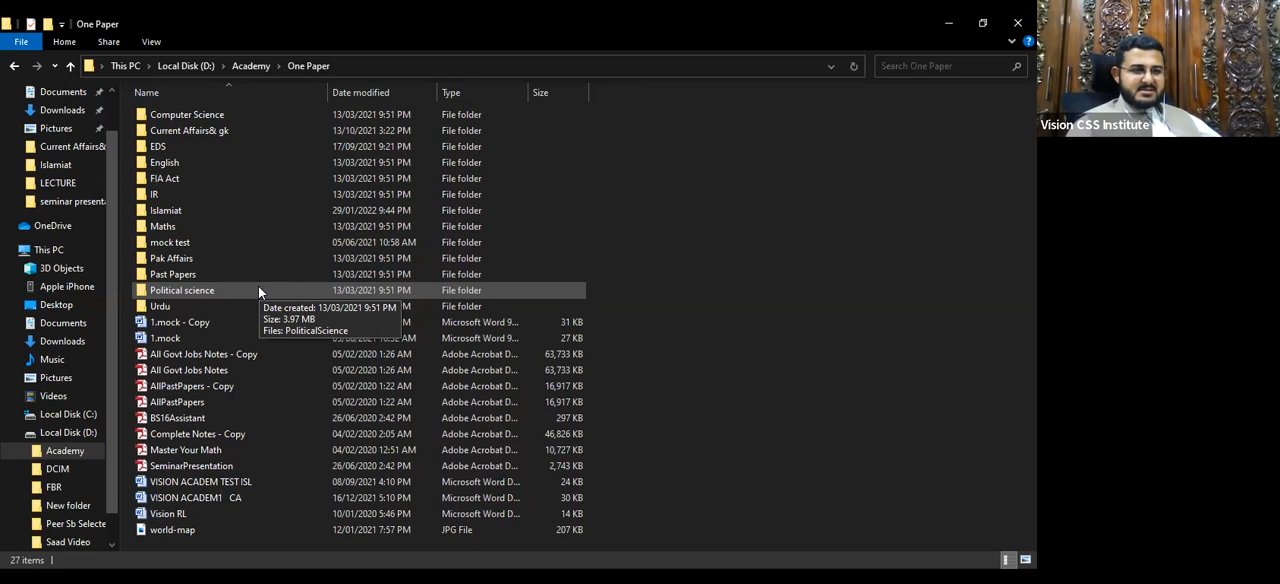 One Paper
File Home Share View
This PC > Local Disk (D:) > Academy > One Paper
Search One Paper
Name Date modified Type Size
Documents
Downloads
Pictures
Current Affairs&
Islamiat
LECTURE
seminar present
OneDrive
This PC
3D Objects
Apple iPhone
Desktop
Documents
Downloads
Music
Pictures
Videos
Local Disk (C:)
Local Disk (D:)
Academy
DCIM
FBR
New folder
Peer Sb Selecte
Saad Video
Computer Science 13/03/2021 9:51 PM File folder
Current Affairs& gk 13/10/2021 3:22 PM File folder
EDS 17/09/2021 9:21 PM File folder
English 13/03/2021 9:51 PM File folder
FIA Act 13/03/2021 9:51 PM File folder
IR 13/03/2021 9:51 PM File folder
Islamiat 29/01/2022 9:44 PM File folder
Maths 13/03/2021 9:51 PM File folder
mock test 05/06/2021 10:58 AM File folder
Pak Affairs 13/03/2021 9:51 PM File folder
Past Papers 13/03/2021 9:51 PM File folder
Political science 13/03/2021 9:51 PM File folder
Urdu File folder
Date created: 13/03/2021 9:51 PM
Size: 3.97 MB
Files: PoliticalScience
1.mock - Copy Microsoft Word 9... 31 KB
1.mock Microsoft Word 9... 27 KB
All Govt Jobs Notes - Copy 05/02/2020 1:26 AM Adobe Acrobat D... 63,733 KB
All Govt Jobs Notes 05/02/2020 1:26 AM Adobe Acrobat D... 63,733 KB
AllPastPapers - Copy 05/02/2020 1:22 AM Adobe Acrobat D... 16,917 KB
AllPastPapers 05/02/2020 1:22 AM Adobe Acrobat D... 16,917 KB
BS16Assistant 26/06/2020 2:42 PM Adobe Acrobat D... 297 KB
Complete Notes - Copy 04/02/2020 2:05 AM Adobe Acrobat D... 46,826 KB
Master Your Math 04/02/2020 12:51 AM Adobe Acrobat D... 10,727 KB
SeminarPresentation 26/06/2020 2:42 PM Adobe Acrobat D... 2,743 KB
VISION ACADEM TEST ISL 08/09/2021 4:10 PM Microsoft Word D... 24 KB
VISION ACADEM1 CA 16/12/2021 5:10 PM Microsoft Word D... 30 KB
Vision RL 10/01/2020 5:46 PM Microsoft Word D... 14 KB
world-map 12/01/2021 7:57 PM JPG File 207 KB
27 items
Vision CSS Institute